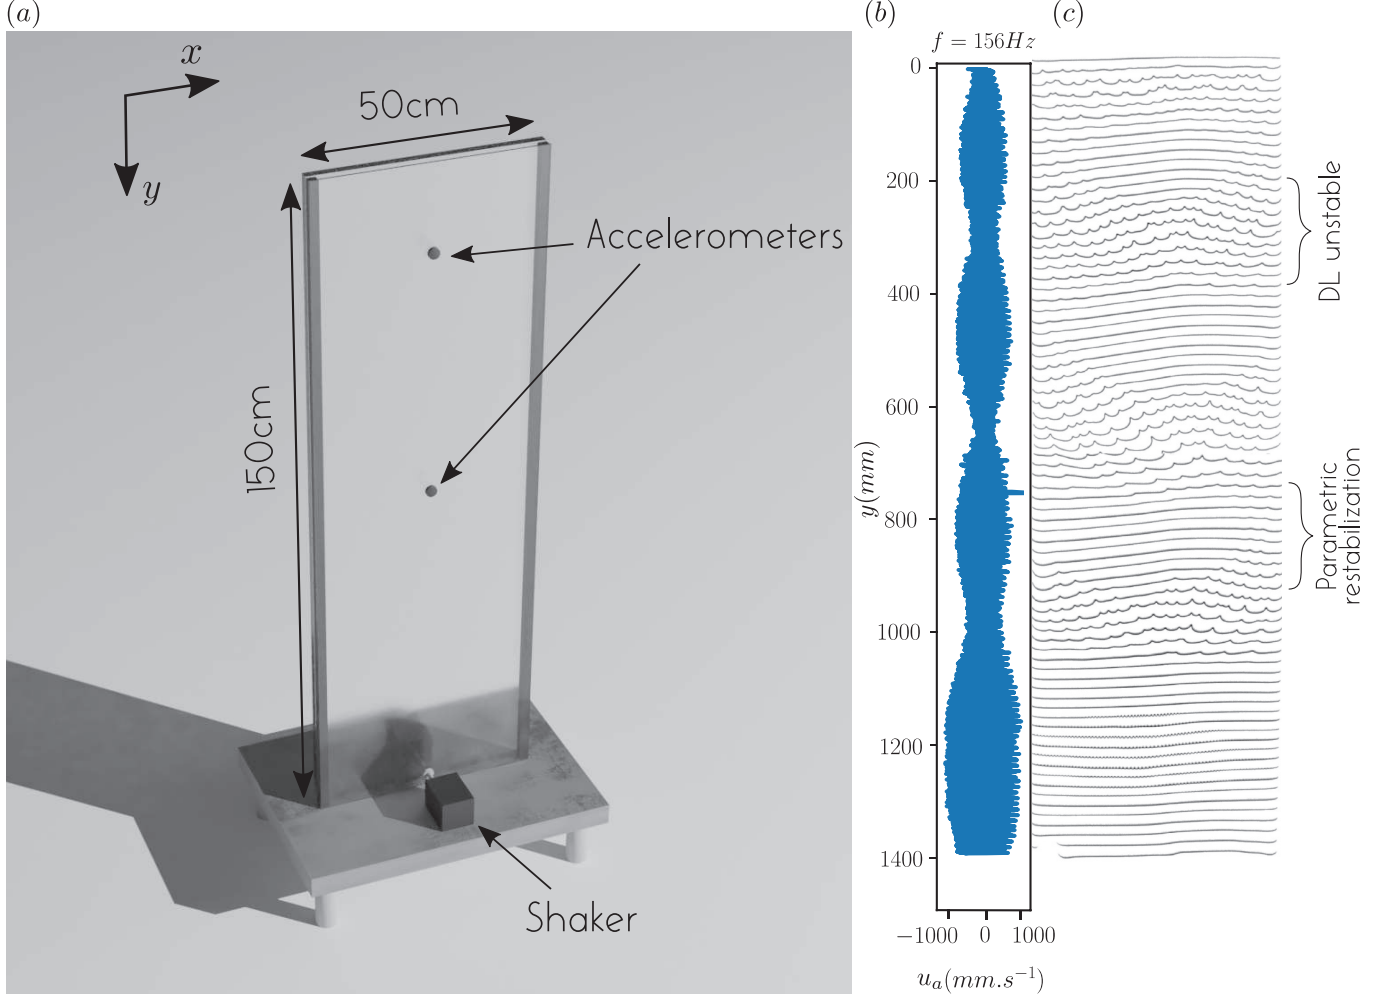 (a)
x
y
50cm
Accelerometers
150cm
Shaker
(b)
f = 156Hz
0
200
400
600
800
1000
1200
1400
y(mm)
−1000 0 1000
u_a(mm.s⁻¹)
(c)
DL unstable
Parametric
restabilization